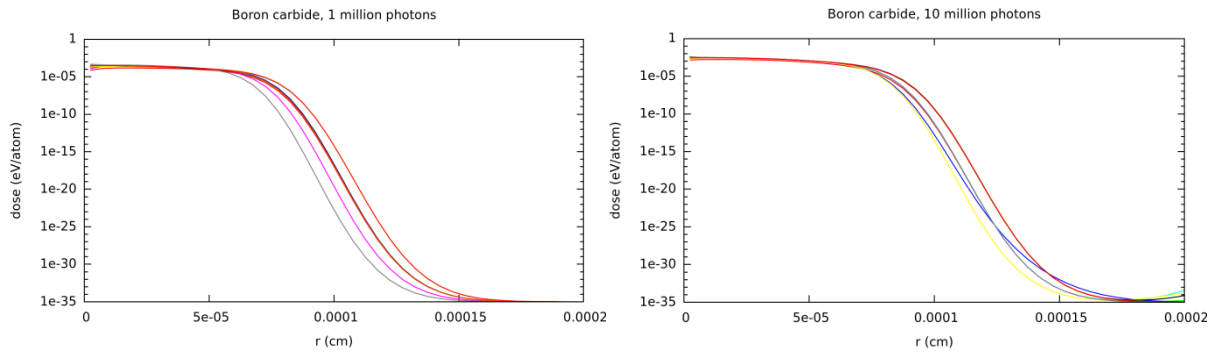 Boron carbide, 1 million photons
dose (eV/atom)
1
1e-05
1e-10
1e-15
1e-20
1e-25
1e-30
1e-35
0
5e-05
0.0001
0.00015
0.0002
r (cm)
Boron carbide, 10 million photons
dose (eV/atom)
1
1e-05
1e-10
1e-15
1e-20
1e-25
1e-30
1e-35
0
5e-05
0.0001
0.00015
0.0002
r (cm)